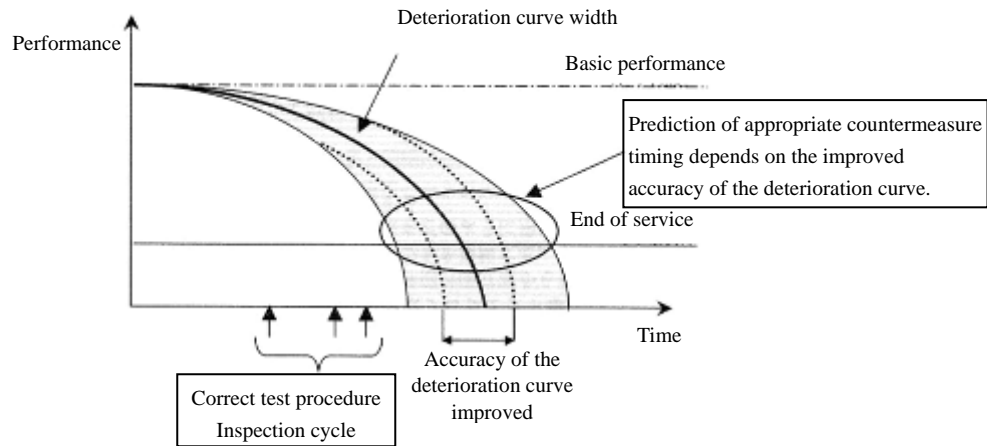 Deterioration curve width
Performance
Basic performance
Prediction of appropriate countermeasure
timing depends on the improved
accuracy of the deterioration curve.
End of service
Time
Accuracy of the
deterioration curve
improved
Correct test procedure
Inspection cycle